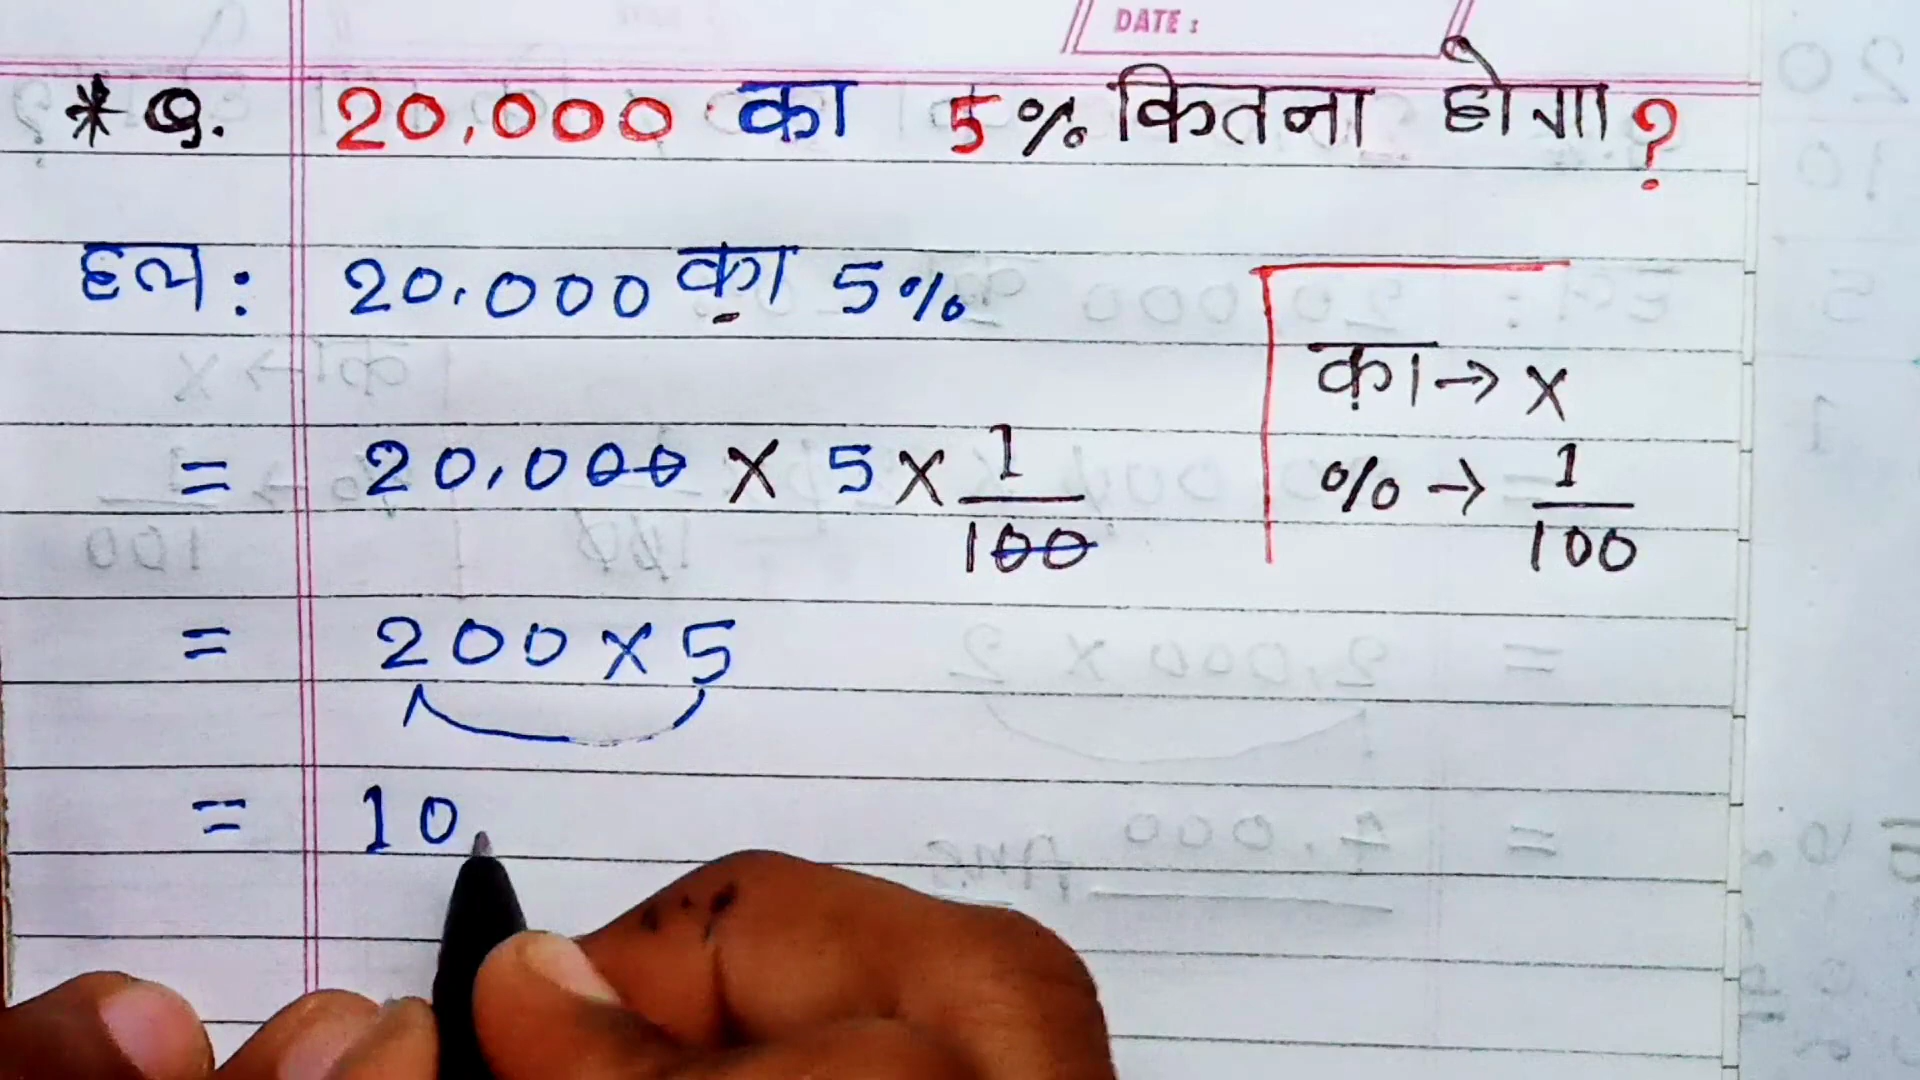 DATE :
* Q. 20,000 का 5% कितना होगा ?
हल : 20,000 का 5%
का → X
= 20,000 X 5 X 1/100
% → 1/100
= 200 X 5
= 10